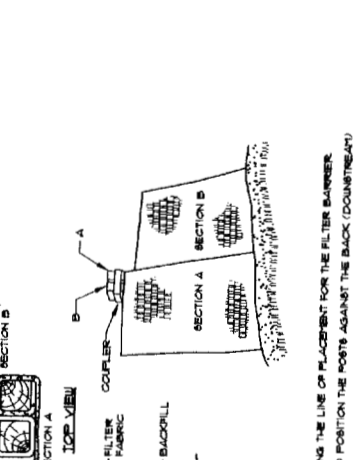 SECTION B
CTION A
TOP VIEW
FILTER
FABRIC
BACKFILL
COUPLER
B
A
SECTION A
SECTION B
NG THE LINE OF PLACEMENT FOR THE FILTER BARRIER.
POSITION THE POSTS AGAINST THE BACK (DOWNSTREAM)